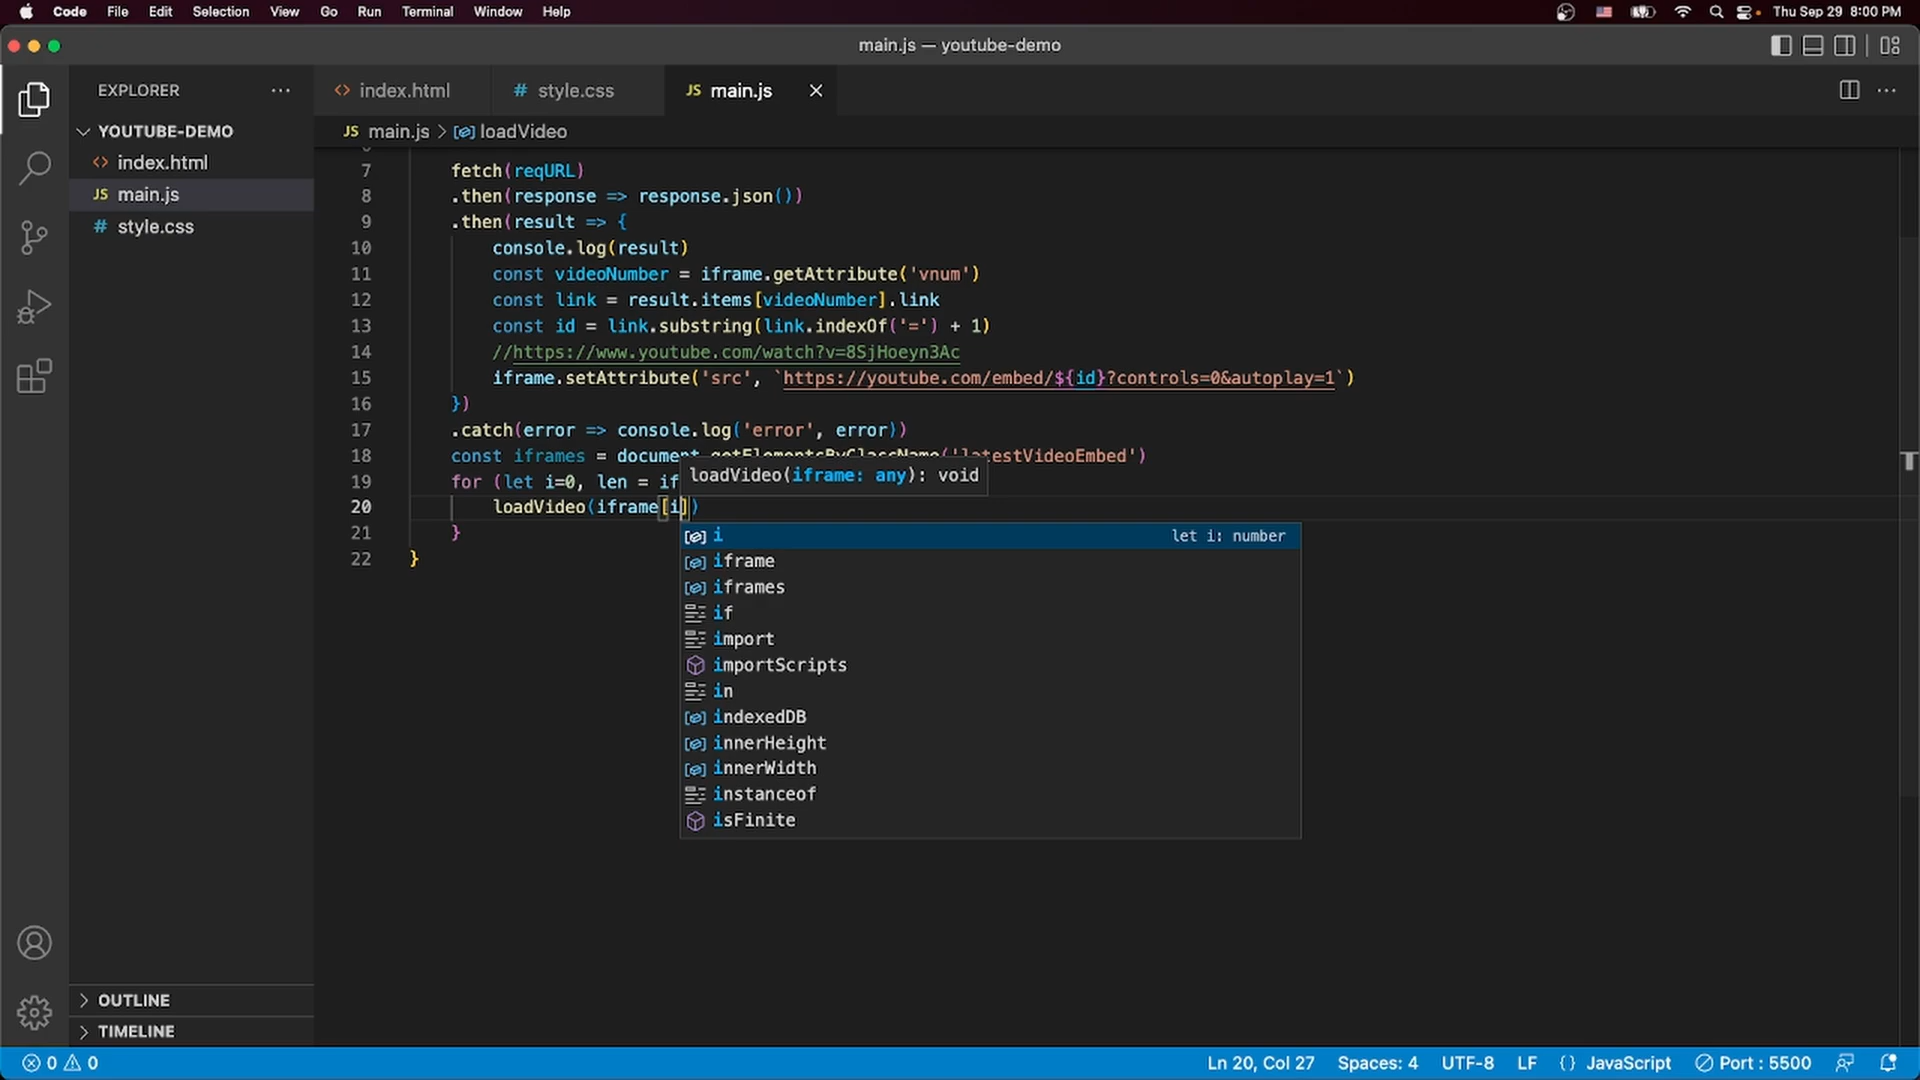 Code File Edit Selection View Go Run Terminal Window Help Thu Sep 29 8:00 PM
main.js — youtube-demo
EXPLORER
index.html
style.css
main.js
YOUTUBE-DEMO
index.html
main.js
style.css
OUTLINE
TIMELINE
JS main.js > loadVideo
7 fetch(reqURL)
8 .then(response => response.json())
9 .then(result => {
10 console.log(result)
11 const videoNumber = iframe.getAttribute('vnum')
12 const link = result.items[videoNumber].link
13 const id = link.substring(link.indexOf('=') + 1)
14 //https://www.youtube.com/watch?v=8SjHoeyn3Ac
15 iframe.setAttribute('src', `https://youtube.com/embed/${id}?controls=0&autoplay=1`)
16 })
17 .catch(error => console.log('error', error))
18 const iframes = document.getElementsByClassName('latestVideoEmbed')
19 for (let i=0, len = if
loadVideo(iframe: any): void
20 loadVideo(iframe[i])
21 }
22 }
i let i: number
iframe
iframes
if
import
importScripts
in
indexedDB
innerHeight
innerWidth
instanceof
isFinite
0 0 Ln 20, Col 27 Spaces: 4 UTF-8 LF {} JavaScript Port : 5500